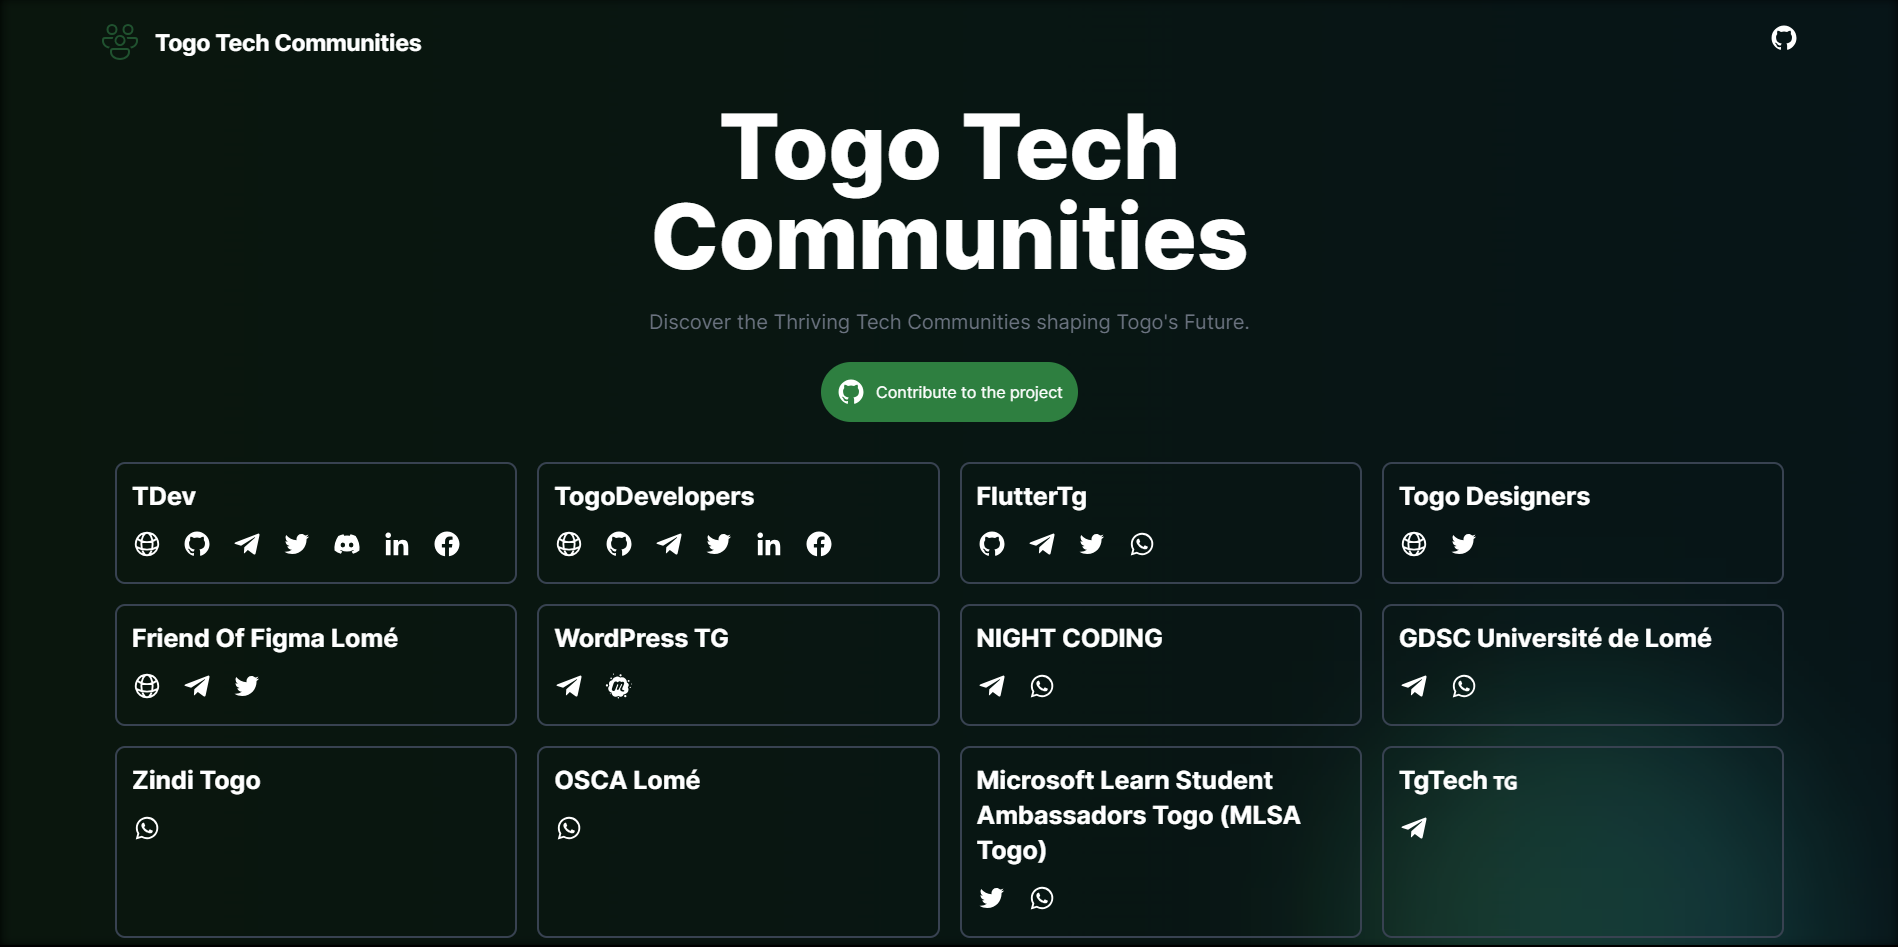 Togo Tech Communities
Togo Tech
Communities
Discover the Thriving Tech Communities shaping Togo's Future.
Contribute to the project
TDev
TogoDevelopers
FlutterTg
Togo Designers
Friend Of Figma Lomé
WordPress TG
NIGHT CODING
GDSC Université de Lomé
Zindi Togo
OSCA Lomé
Microsoft Learn Student
Ambassadors Togo (MLSA
Togo)
TgTech TG